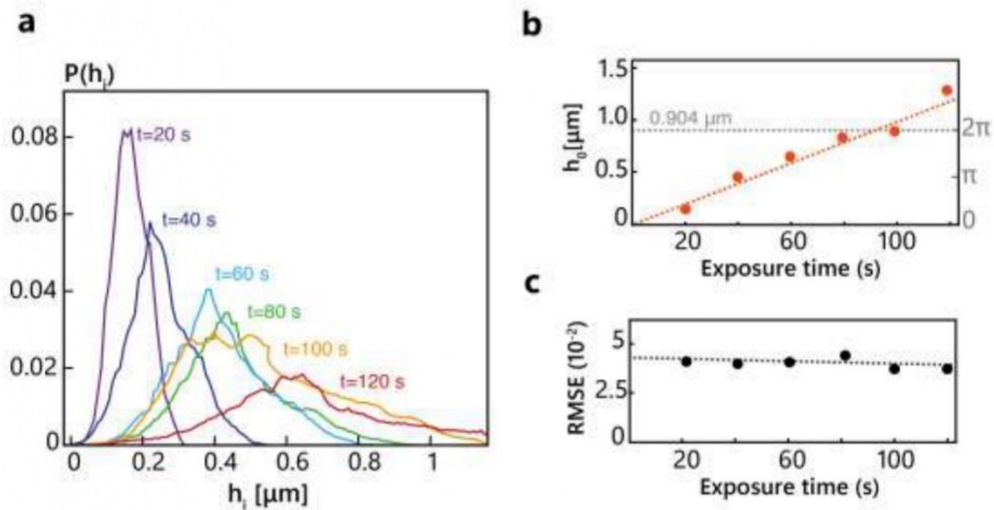 a
P(hᵢ)
0.08
0.06
0.04
0.02
0
t=20 s
t=40 s
t=60 s
t=80 s
t=100 s
t=120 s
0 0.2 0.4 0.6 0.8 1
hᵢ [μm]
b
1.5
1.0
0.5
0
h₀[μm]
0.904 μm
2π
π
0
20 60 100
Exposure time (s)
c
5
2.5
0
RMSE (10⁻²)
20 60 100
Exposure time (s)